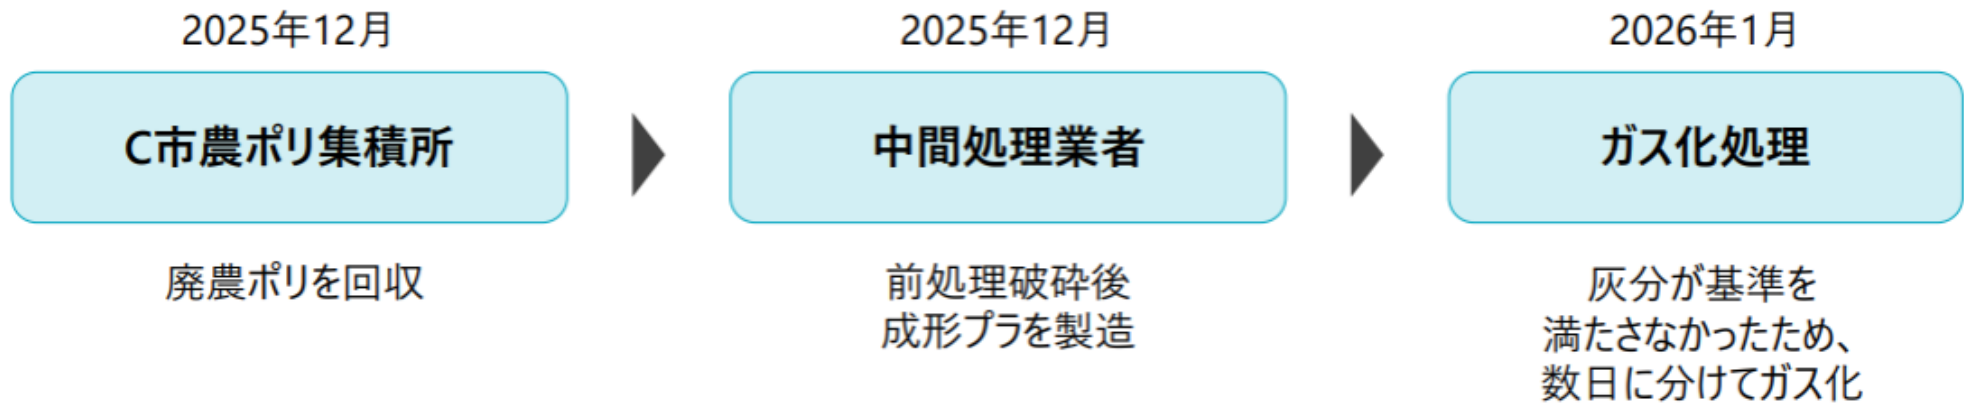 2025年12月
C市農ポリ集積所
廃農ポリを回収
2025年12月
中間処理業者
前処理破砕後
成形プラを製造
2026年1月
ガス化処理
灰分が基準を
満たさなかったため、
数日に分けてガス化